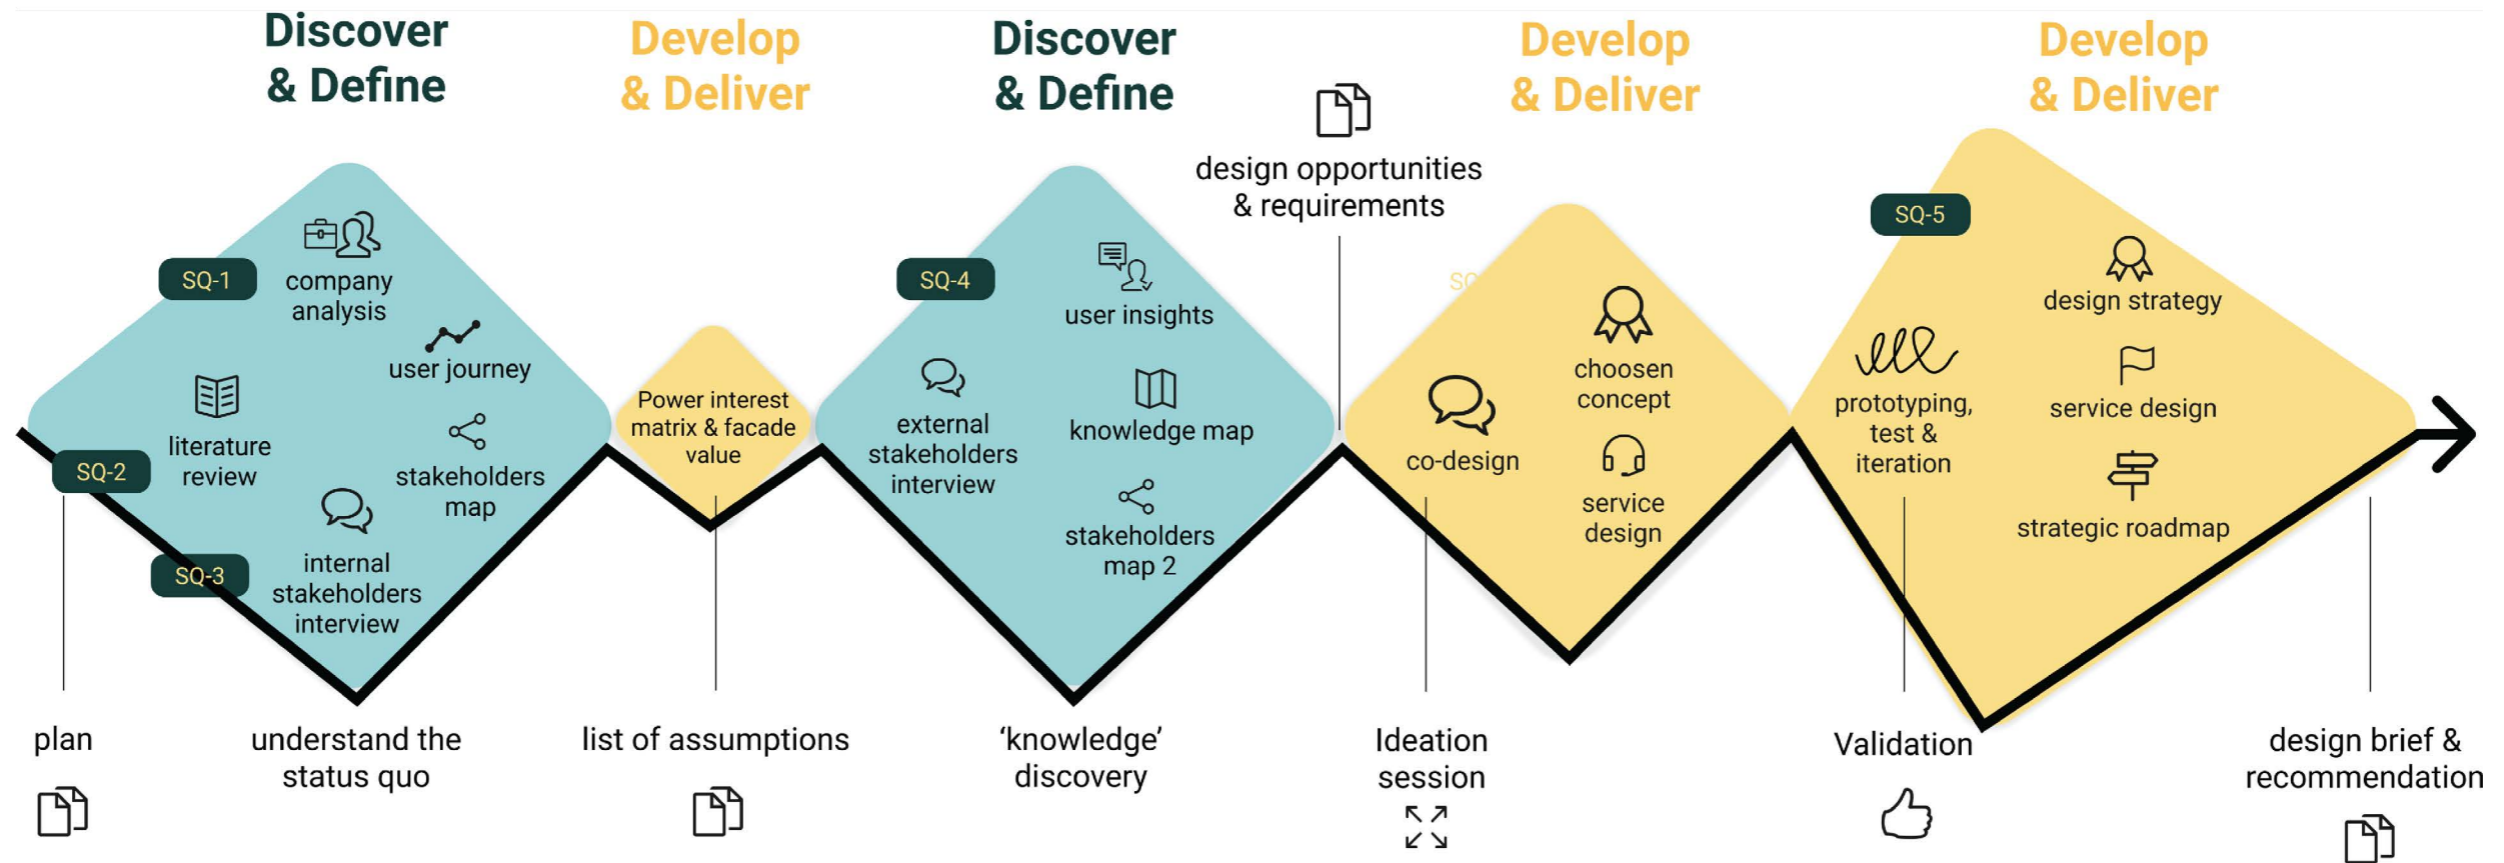 Discover
& Define
Develop
& Deliver
Discover
& Define
Develop
& Deliver
Develop
& Deliver
design opportunities
& requirements
SQ-1
company
analysis
user journey
literature
review
SQ-2
stakeholders
map
SQ-3
internal
stakeholders
interview
Power interest
matrix & facade
value
SQ-4
user insights
external
stakeholders
interview
knowledge map
stakeholders
map 2
SQ
choosen
concept
co-design
service
design
SQ-5
design strategy
prototyping,
test &
iteration
service design
strategic roadmap
plan
understand the
status quo
list of assumptions
‘knowledge’
discovery
Ideation
session
Validation
design brief &
recommendation